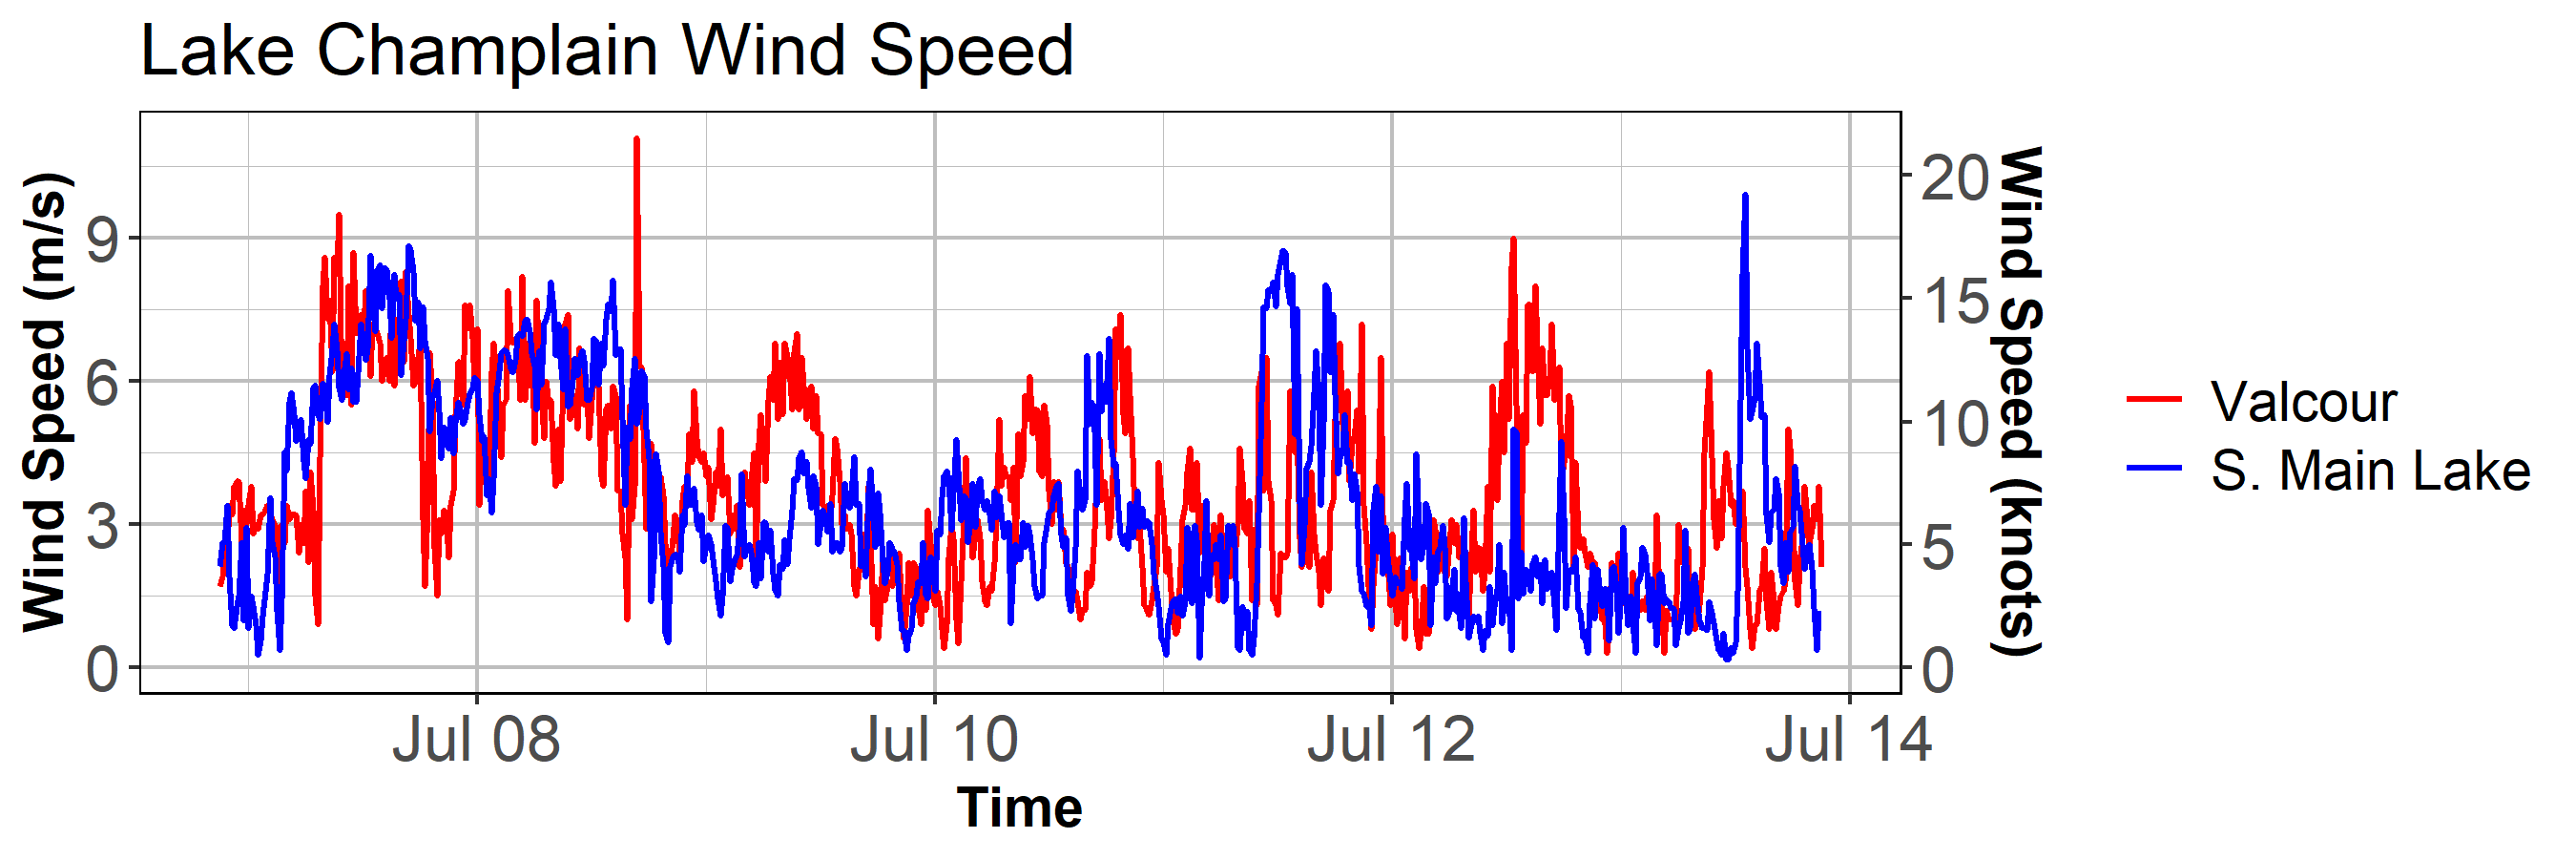 Lake Champlain Wind Speed
Wind Speed (m/s)
9
6
3
0
20
15
10
5
0
Wind Speed (knots)
Jul 08
Jul 10
Jul 12
Jul 14
Time
Valcour
S. Main Lake